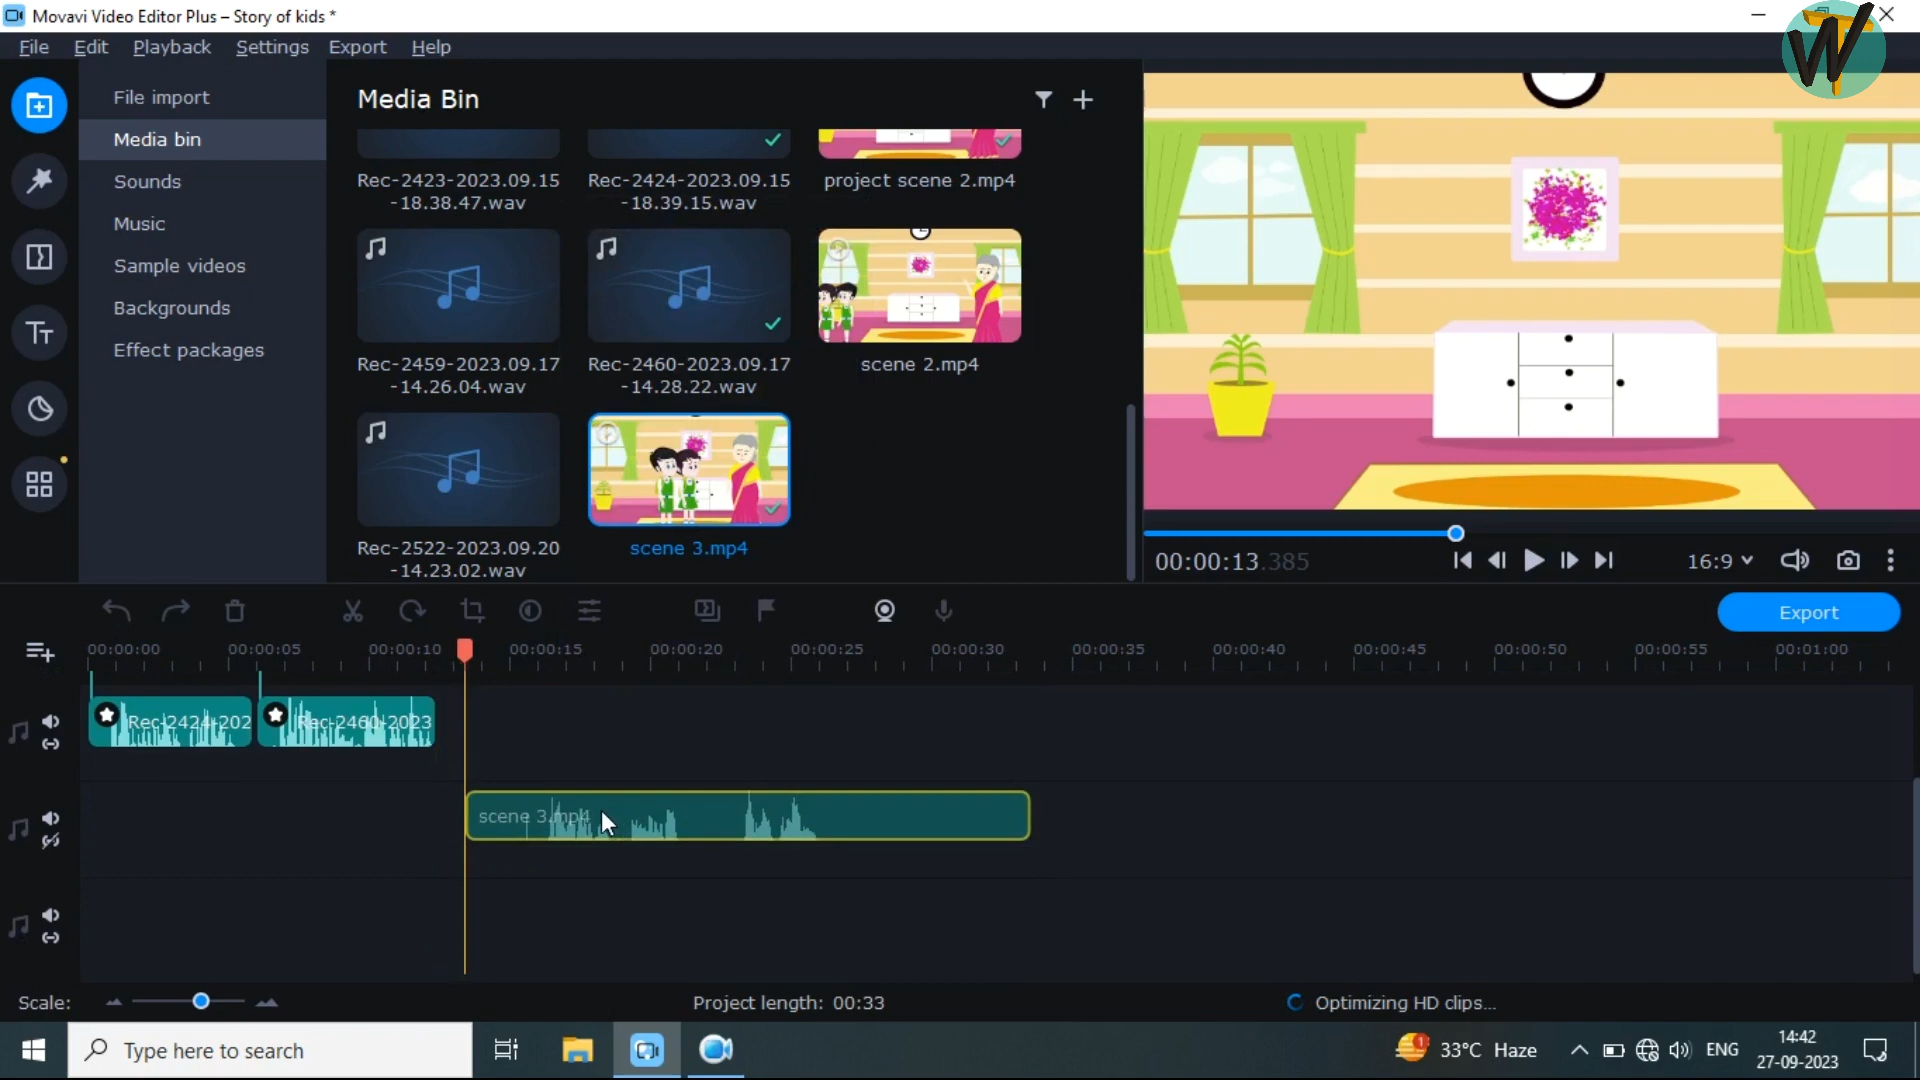 Movavi Video Editor Plus – Story of kids *
File Edit Playback Settings Export Help
File import
Media bin
Sounds
Music
Sample videos
Backgrounds
Effect packages
Media Bin
Rec-2423-2023.09.15
-18.38.47.wav
Rec-2424-2023.09.15
-18.39.15.wav
project scene 2.mp4
Rec-2459-2023.09.17
-14.26.04.wav
Rec-2460-2023.09.17
-14.28.22.wav
scene 2.mp4
Rec-2522-2023.09.20
-14.23.02.wav
scene 3.mp4
00:00:13.385
16:9
Export
00:00:00 00:00:05 00:00:10 00:00:15 00:00:20 00:00:25 00:00:30 00:00:35 00:00:40 00:00:45 00:00:50 00:00:55 00:01:00
Rec-2424-202
Rec-2460-2023
scene 3.mp4
Scale:
Project length: 00:33
Optimizing HD clips...
Type here to search
1
33°C Haze
ENG
14:42
27-09-2023